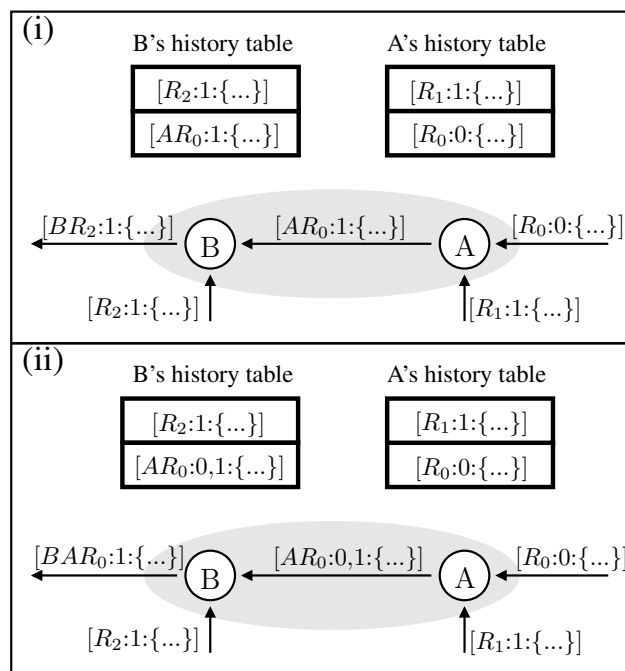 (i)
B's history table A's history table
[R₂:1:{...}] [R₁:1:{...}]
[AR₀:1:{...}] [R₀:0:{...}]
[BR₂:1:{...}] B [AR₀:1:{...}] A [R₀:0:{...}]
[R₂:1:{...}] [R₁:1:{...}]
(ii)
B's history table A's history table
[R₂:1:{...}] [R₁:1:{...}]
[AR₀:0,1:{...}] [R₀:0:{...}]
[BAR₀:1:{...}] B [AR₀:0,1:{...}] A [R₀:0:{...}]
[R₂:1:{...}] [R₁:1:{...}]